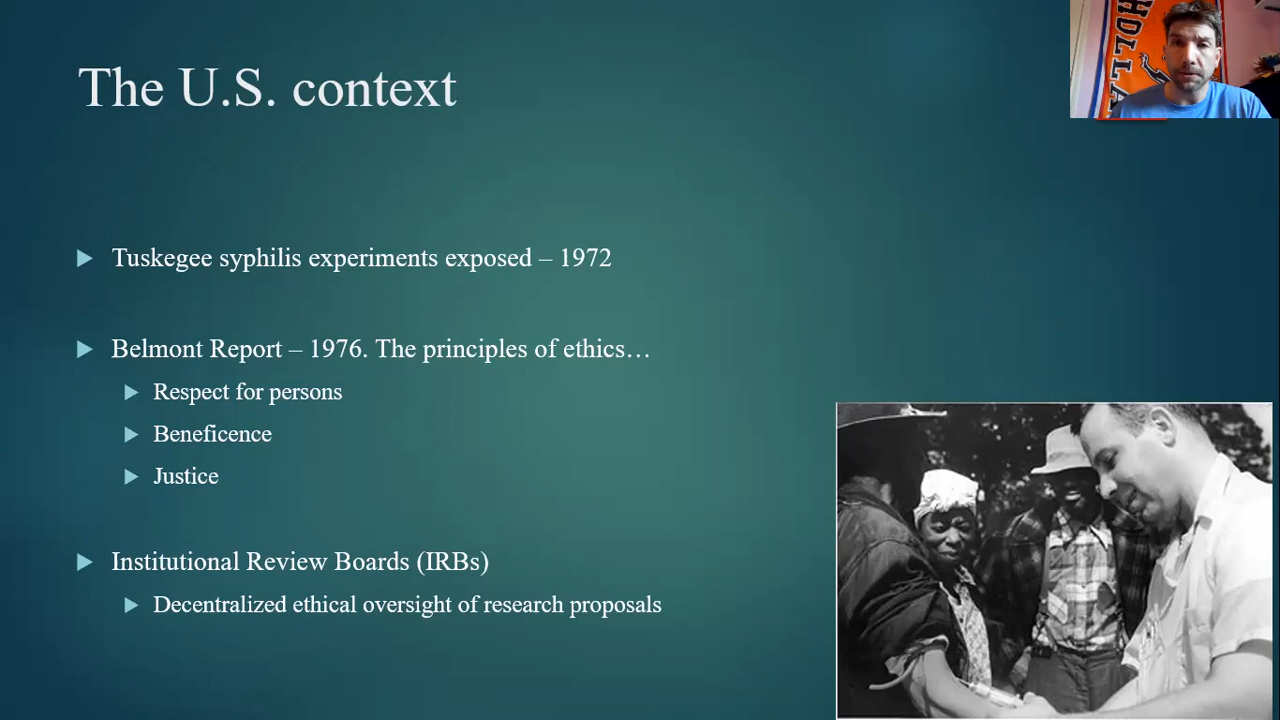 The U.S. context
Tuskegee syphilis experiments exposed – 1972
Belmont Report – 1976. The principles of ethics…
Respect for persons
Beneficence
Justice
Institutional Review Boards (IRBs)
Decentralized ethical oversight of research proposals
HOLLA